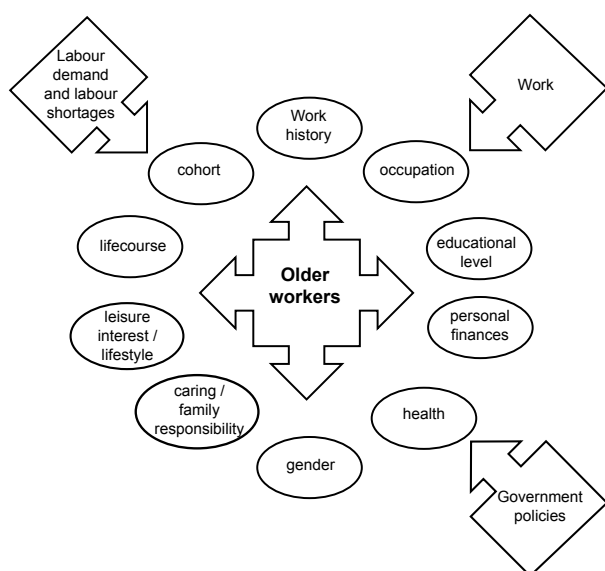 Labour
demand
and labour
shortages
Work
Work
history
cohort
occupation
lifecourse
educational
level
Older
workers
leisure
interest /
lifestyle
personal
finances
caring /
family
responsibility
health
gender
Government
policies